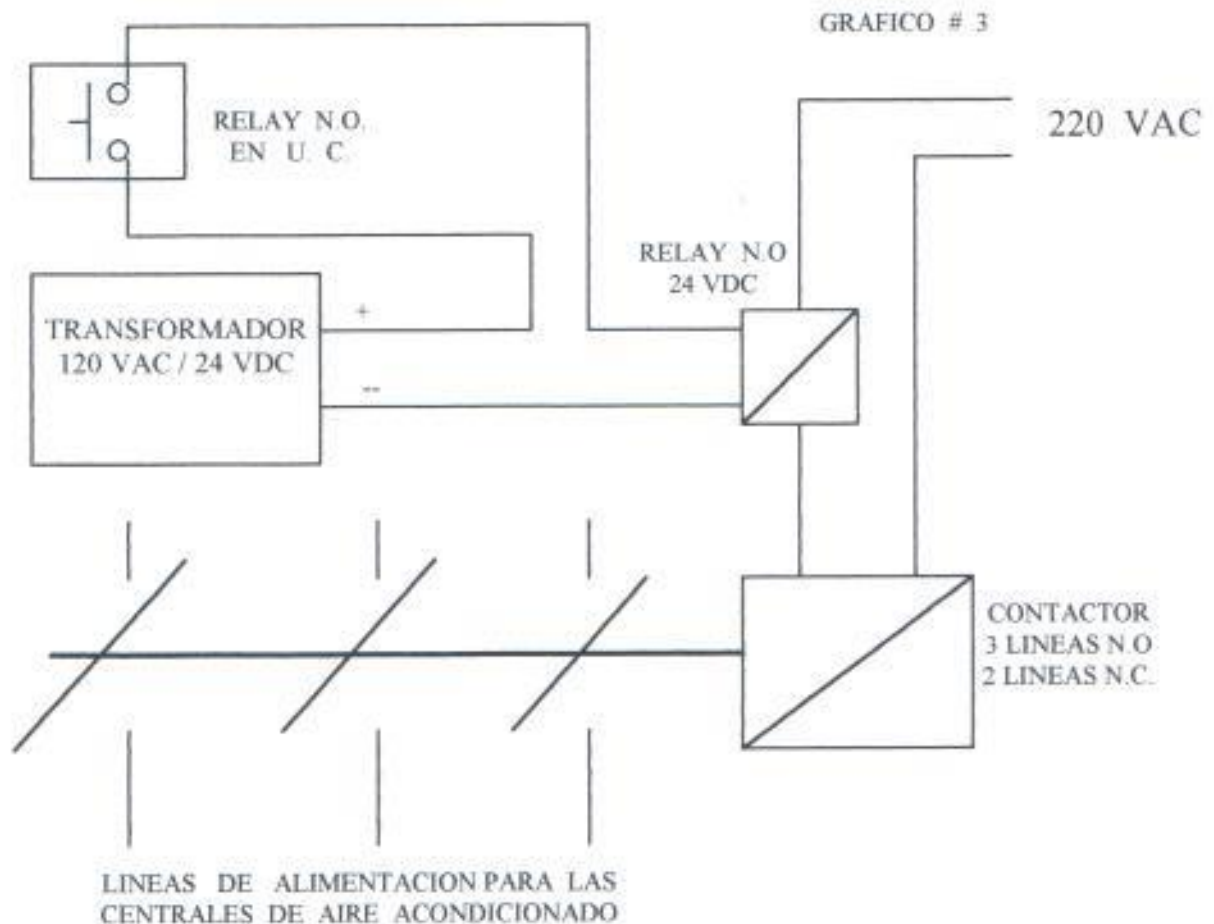 GRAFICO # 3
220 VAC
RELAY N.O.
EN U. C.
RELAY N.O
24 VDC
TRANSFORMADOR
120 VAC / 24 VDC
+
--
CONTACTOR
3 LINEAS N.O
2 LINEAS N.C.
LINEAS DE ALIMENTACION PARA LAS
CENTRALES DE AIRE ACONDICIONADO